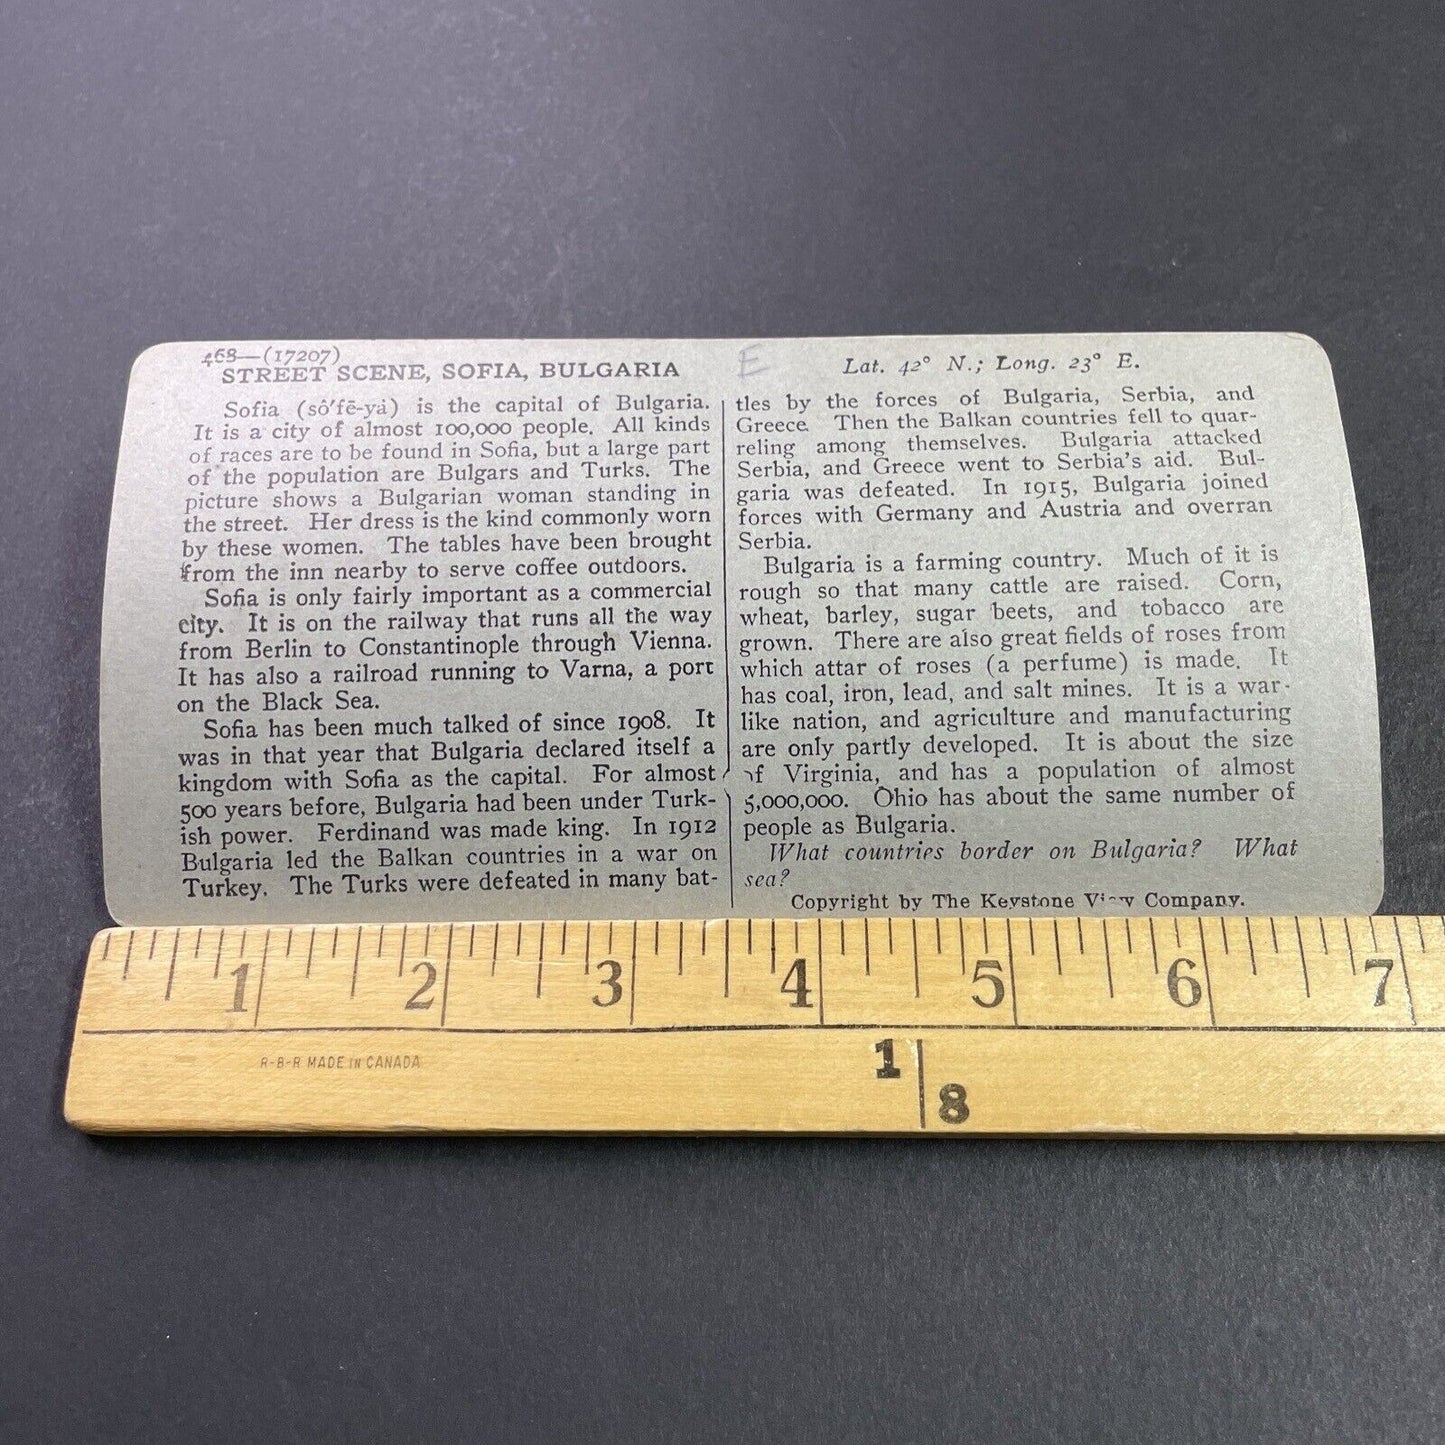 468—(17207)
STREET SCENE, SOFIA, BULGARIA
Sofia (sô′fē-yȧ) is the capital of Bulgaria.
It is a city of almost 100,000 people. All kinds
of races are to be found in Sofia, but a large part
of the population are Bulgars and Turks. The
picture shows a Bulgarian woman standing in
the street. Her dress is the kind commonly worn
by these women. The tables have been brought
from the inn nearby to serve coffee outdoors.
Sofia is only fairly important as a commercial
city. It is on the railway that runs all the way
from Berlin to Constantinople through Vienna.
It has also a railroad running to Varna, a port
on the Black Sea.
Sofia has been much talked of since 1908. It
was in that year that Bulgaria declared itself a
kingdom with Sofia as the capital. For almost
500 years before, Bulgaria had been under Turk-
ish power. Ferdinand was made king. In 1912
Bulgaria led the Balkan countries in a war on
Turkey. The Turks were defeated in many bat-
E
Lat. 42° N.; Long. 23° E.
tles by the forces of Bulgaria, Serbia, and
Greece. Then the Balkan countries fell to quar-
reling among themselves. Bulgaria attacked
Serbia, and Greece went to Serbia's aid. Bul-
garia was defeated. In 1915, Bulgaria joined
forces with Germany and Austria and overran
Serbia.
Bulgaria is a farming country. Much of it is
rough so that many cattle are raised. Corn,
wheat, barley, sugar beets, and tobacco are
grown. There are also great fields of roses from
which attar of roses (a perfume) is made. It
has coal, iron, lead, and salt mines. It is a war-
like nation, and agriculture and manufacturing
are only partly developed. It is about the size
of Virginia, and has a population of almost
5,000,000. Ohio has about the same number of
people as Bulgaria.
What countries border on Bulgaria? What
sea?
Copyright by The Keystone View Company.
1 2 3 4 5 6 7
R-B-R MADE IN CANADA
1
8